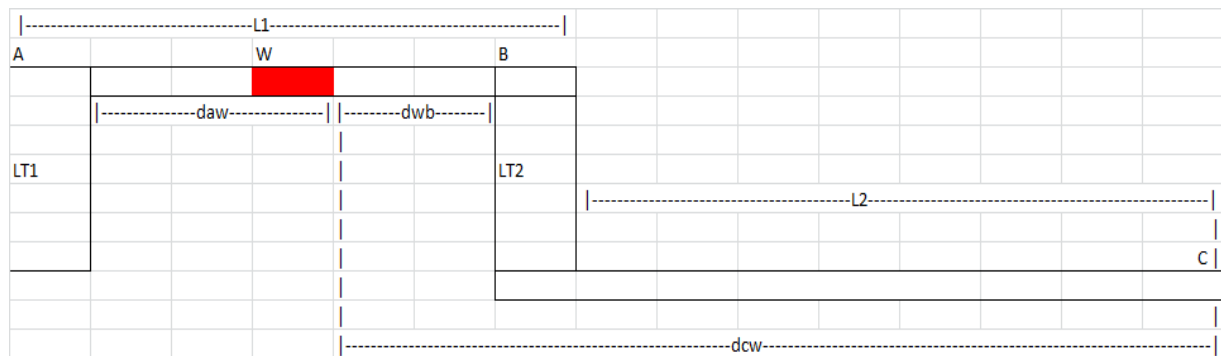 |------------------------------------L1----------------------------------------------|
A W B
|----------------daw---------------| |---------dwb--------|
|
LT1 | LT2
| |-----------------------------------------L2-------------------------------------------------------|
| |
| C |
|
| |
|--------------------------------------------------------------dcw-----------------------------------------------------------------------|